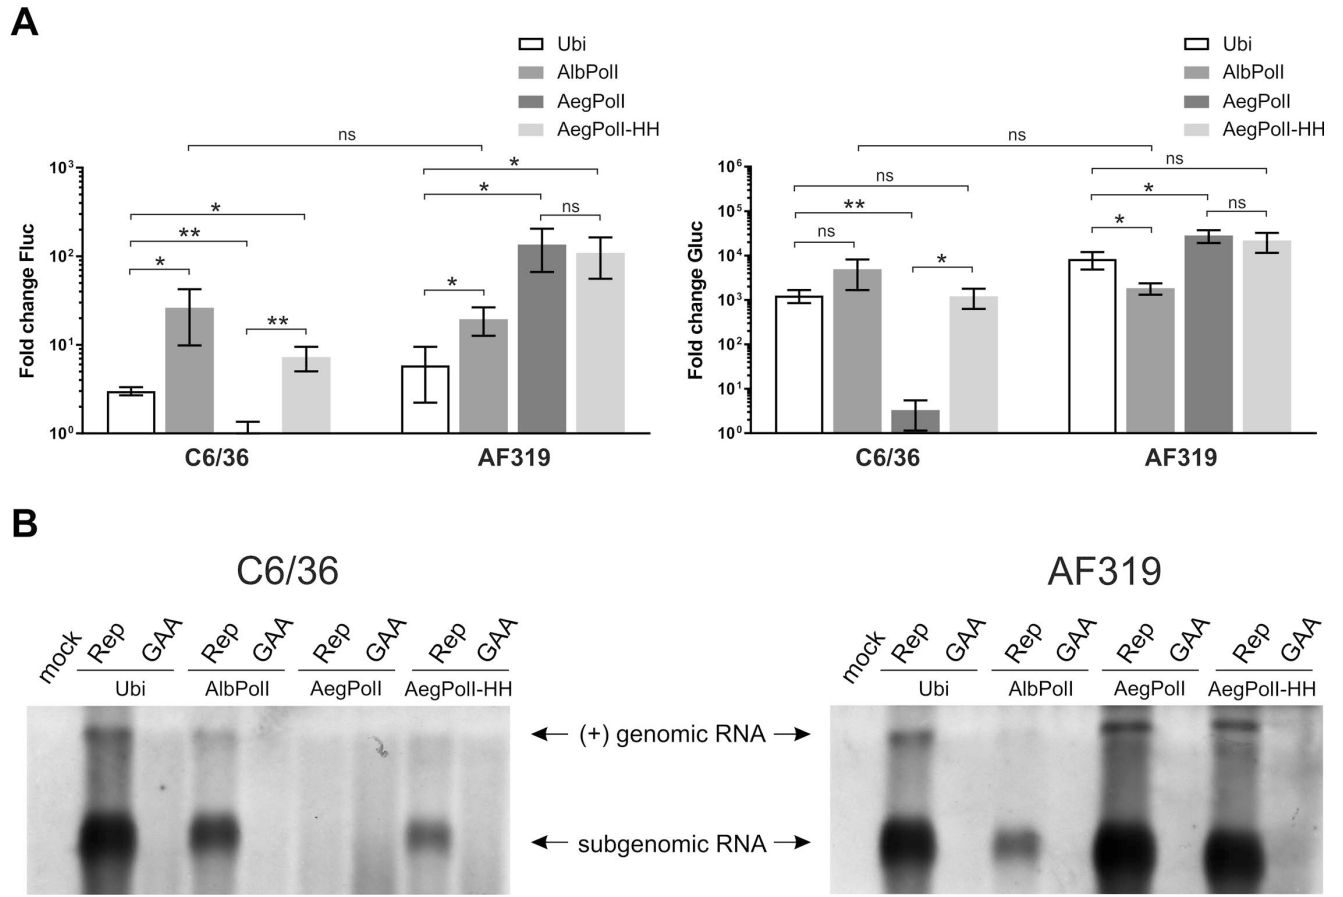 A
Ubi
AlbPolI
AegPolI
AegPolI-HH
ns
* * *
** *
* **
* ns
*
Fold change Fluc
10³
10²
10¹
10⁰
C6/36 AF319
Ubi
AlbPolI
AegPolI
AegPolI-HH
ns
ns ns
** * ns
ns * *
Fold change Gluc
10⁶
10⁵
10⁴
10³
10²
10¹
10⁰
C6/36 AF319
B
C6/36 AF319
mock Rep GAA Rep GAA Rep GAA Rep GAA
Ubi AlbPolI AegPolI AegPolI-HH
mock Rep GAA Rep GAA Rep GAA Rep GAA
Ubi AlbPolI AegPolI AegPolI-HH
← (+) genomic RNA →
← subgenomic RNA →